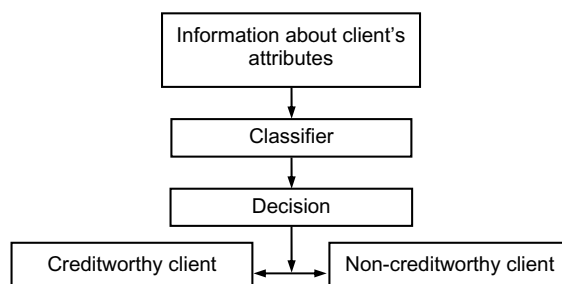 Information about client's
attributes
Classifier
Decision
Creditworthy client
Non-creditworthy client